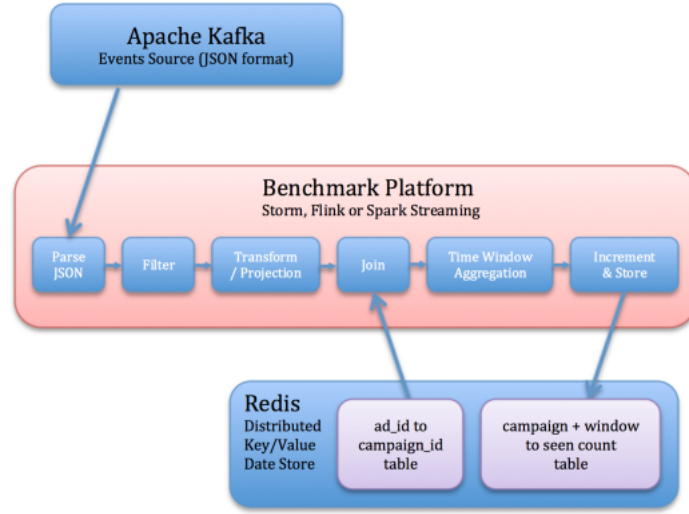 Apache Kafka
Events Source (JSON format)
Benchmark Platform
Storm, Flink or Spark Streaming
Parse
JSON
Filter
Transform
/ Projection
Join
Time Window
Aggregation
Increment
& Store
Redis
Distributed
Key/Value
Date Store
ad_id to
campaign_id
table
campaign + window
to seen count
table